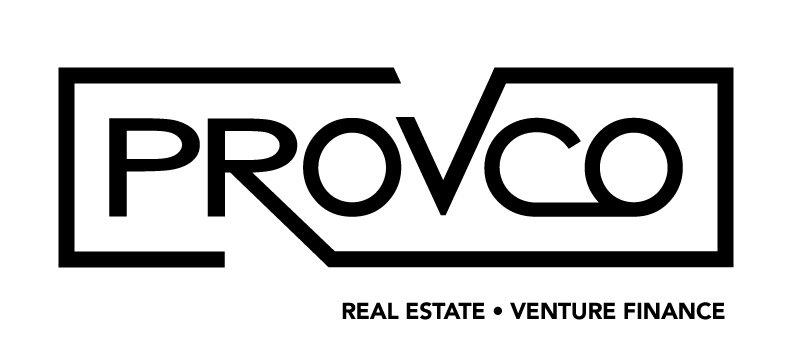 PROVCO
REAL ESTATE • VENTURE FINANCE